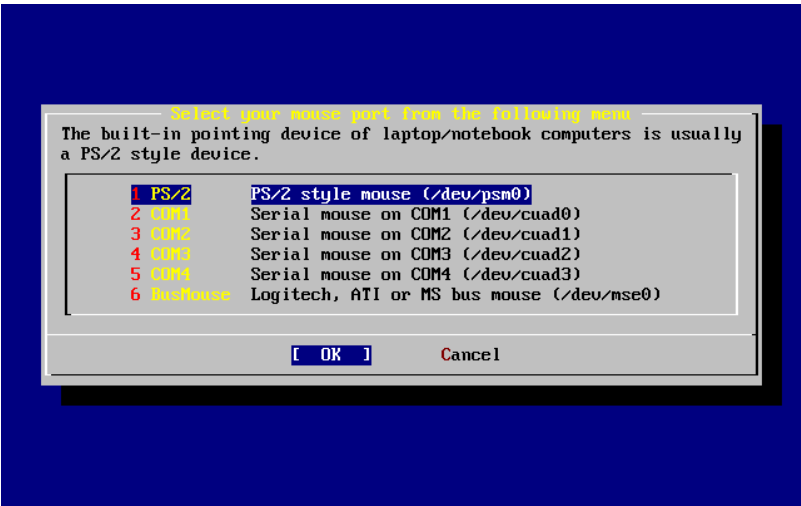 Select your mouse port from the following menu
The built-in pointing device of laptop/notebook computers is usually
a PS/2 style device.
1 PS/2 PS/2 style mouse (/dev/psm0)
2 COM1 Serial mouse on COM1 (/dev/cuad0)
3 COM2 Serial mouse on COM2 (/dev/cuad1)
4 COM3 Serial mouse on COM3 (/dev/cuad2)
5 COM4 Serial mouse on COM4 (/dev/cuad3)
6 BusMouse Logitech, ATI or MS bus mouse (/dev/mse0)
[ OK ] Cancel